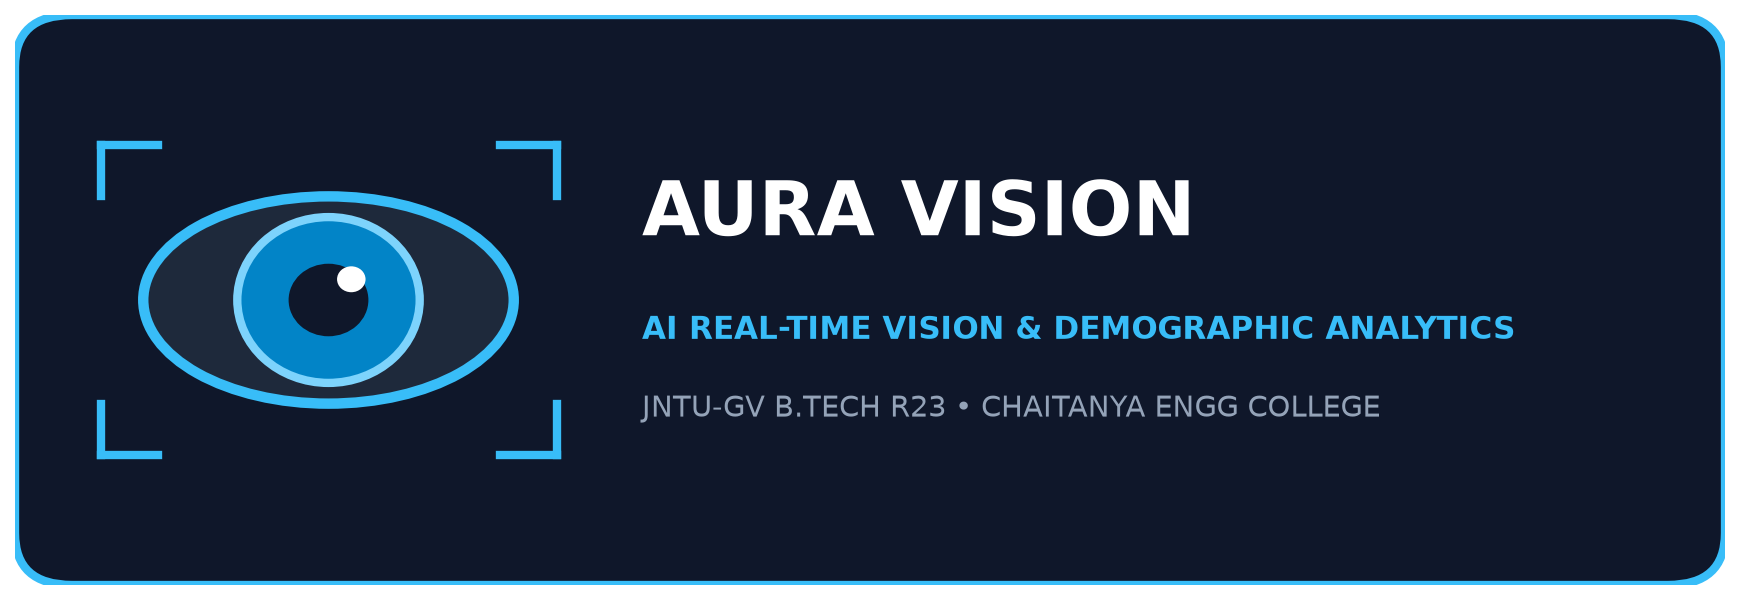 AURA VISION
AI REAL-TIME VISION & DEMOGRAPHIC ANALYTICS
JNTU-GV B.TECH R23 • CHAITANYA ENGG COLLEGE